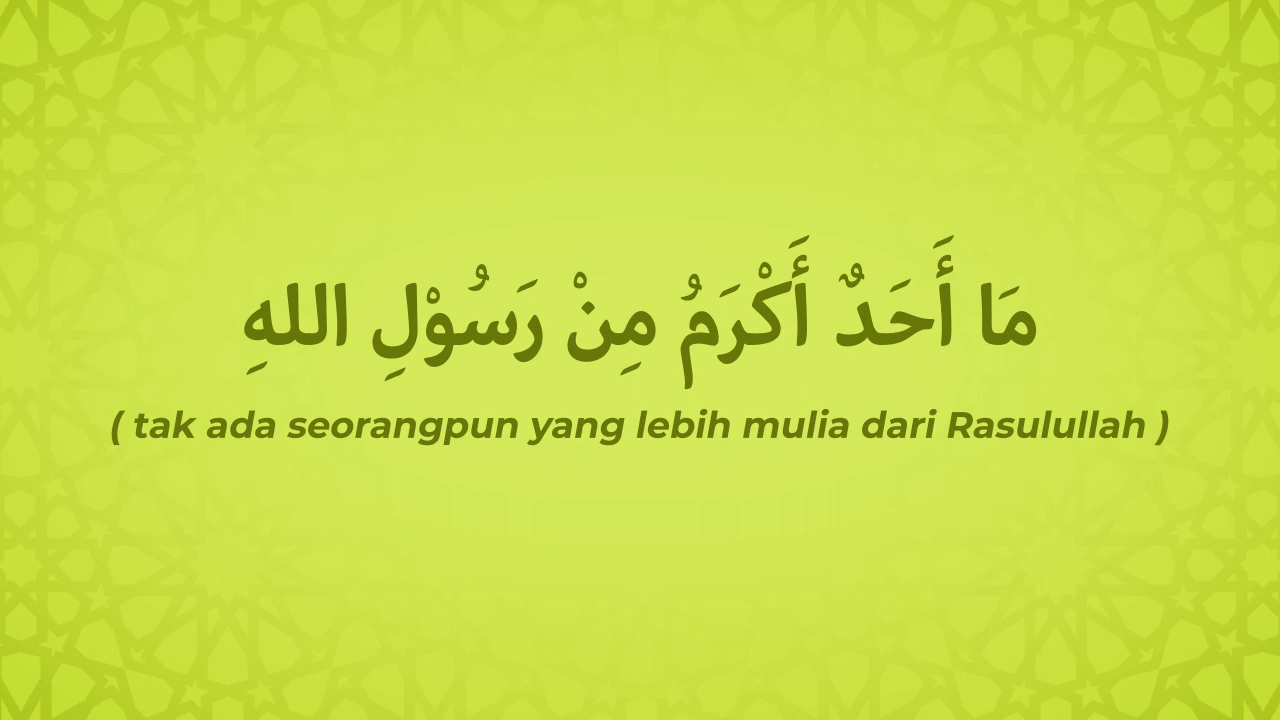 مَا أَحَدٌ أَكْرَمُ مِنْ رَسُوْلِ اللهِ
( tak ada seorangpun yang lebih mulia dari Rasulullah )